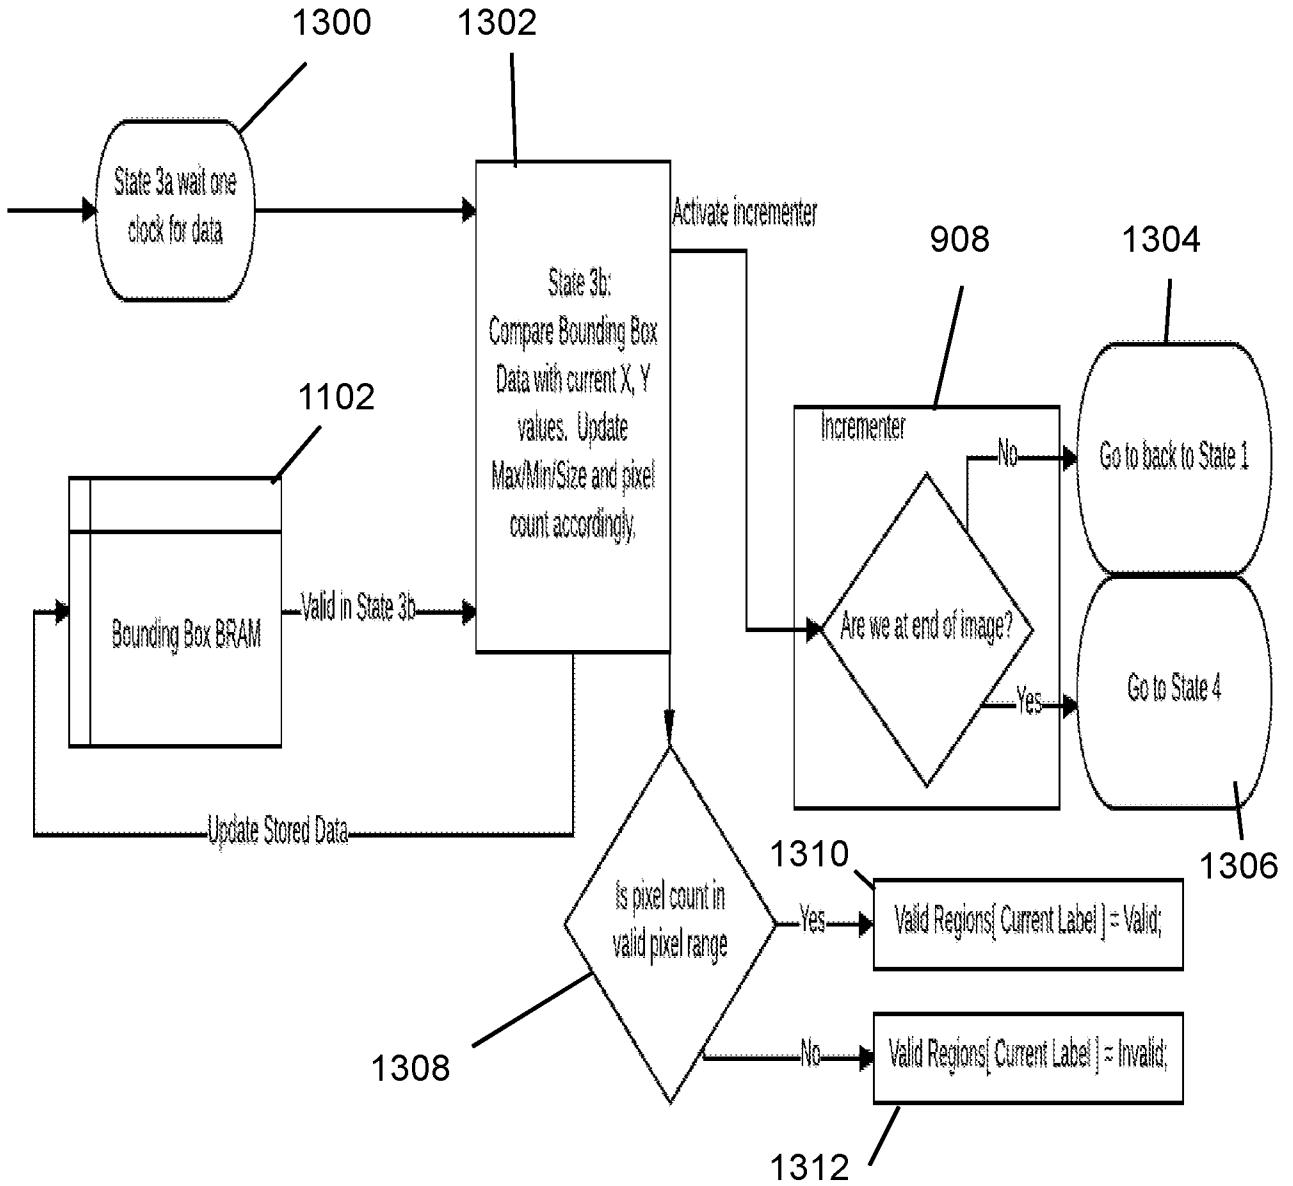 1300
1302
State 3a wait one
clock for data
Activate incrementer
908
1304
State 3b:
Compare Bounding Box
Data with current X, Y
values. Update
Max/Min/Size and pixel
count accordingly.
1102
Incrementer
No
Go to back to State 1
Bounding Box BRAM
Valid in State 3b
Are we at end of image?
Yes
Go to State 4
Update Stored Data
1306
1310
Is pixel count in
valid pixel range
Yes
Valid Regions[ Current Label ] = Valid;
1308
No
Valid Regions[ Current Label ] = Invalid;
1312